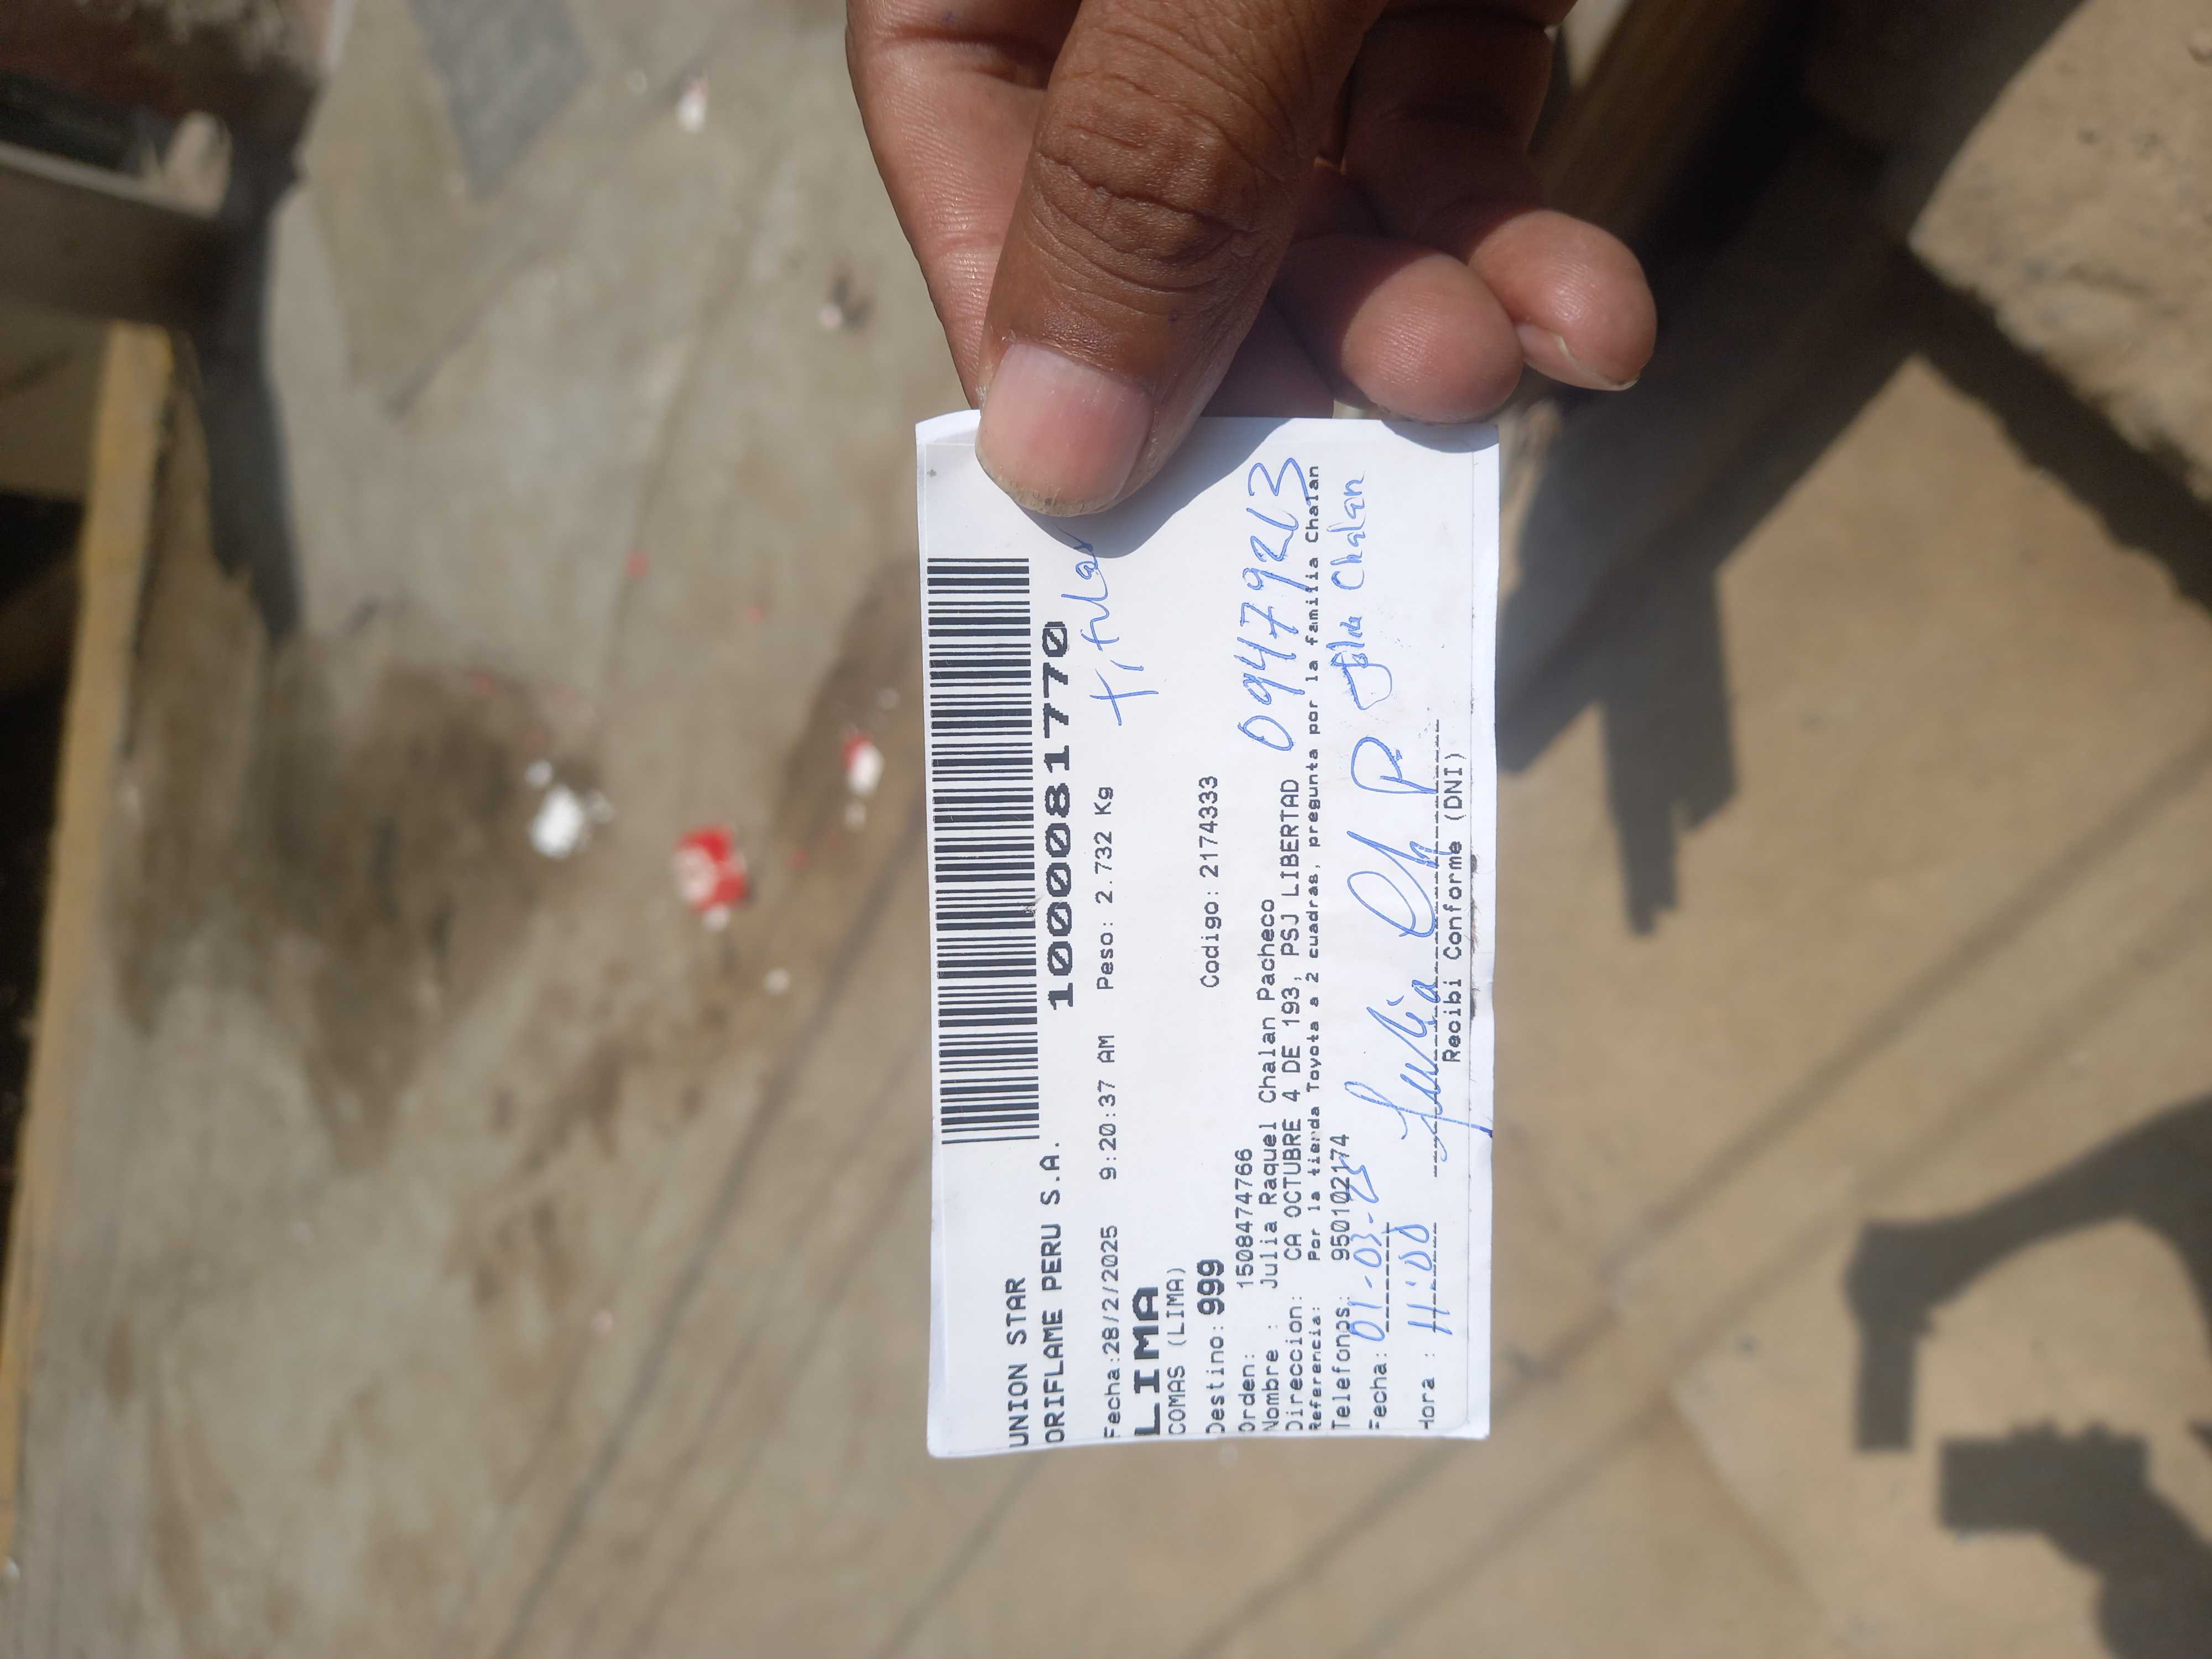 UNION STAR
ORIFLAME PERU S.A.
1000081770
Fecha:28/2/2025 9:20:37 AM Peso: 2.732 Kg
Titular
LIMA
COMAS (LIMA)
Destino: 999 Codigo: 2174333
Orden: 1508474766
Nombre : Julia Raquel Chalan Pacheco
09479213
Direccion: CA OCTUBRE 4 DE 193, PSJ LIBERTAD
Referencia: Por la tienda Toyota a 2 cuadras, pregunta por la familia Chalan
Telefonos: 950102174
Fecha: 01-03-25
Julia Ch P Chalan
Hora : 11:00
Recibi Conforme (DNI)